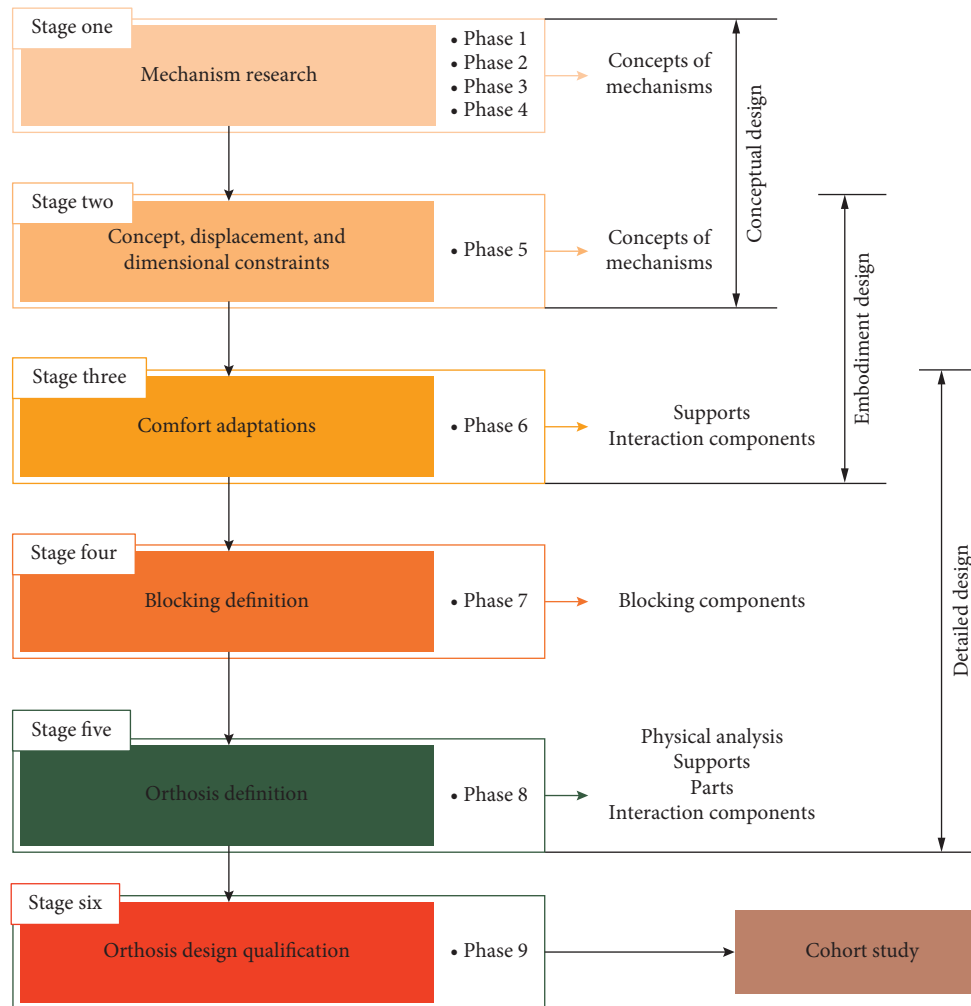 Stage one
Mechanism research
• Phase 1
• Phase 2
• Phase 3
• Phase 4
Concepts of
mechanisms
Conceptual design
Stage two
Concept, displacement, and
dimensional constraints
• Phase 5
Concepts of
mechanisms
Embodiment design
Stage three
Comfort adaptations
• Phase 6
Supports
Interaction components
Detailed design
Stage four
Blocking definition
• Phase 7
Blocking components
Stage five
Orthosis definition
• Phase 8
Physical analysis
Supports
Parts
Interaction components
Stage six
Orthosis design qualification
• Phase 9
Cohort study